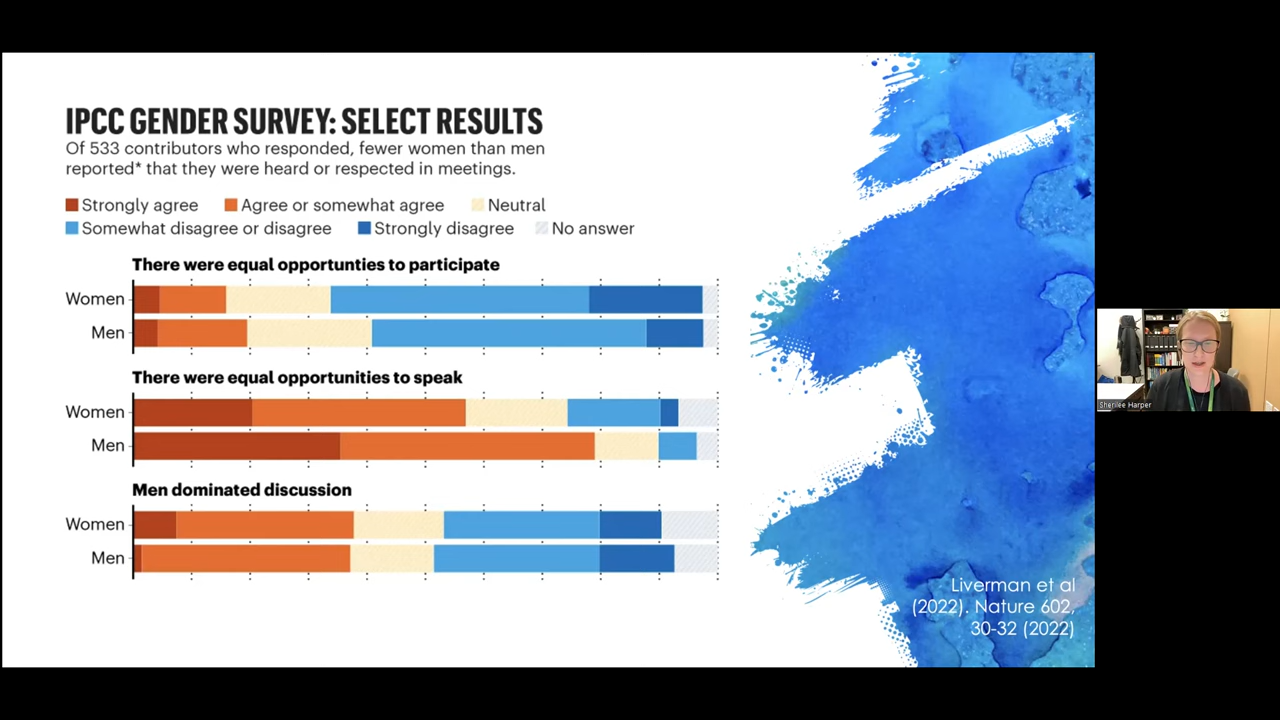 IPCC GENDER SURVEY: SELECT RESULTS
Of 533 contributors who responded, fewer women than men
reported* that they were heard or respected in meetings.
Strongly agree Agree or somewhat agree Neutral
Somewhat disagree or disagree Strongly disagree No answer
There were equal opportunties to participate
Women
Men
There were equal opportunities to speak
Women
Men
Men dominated discussion
Women
Men
Liverman et al
(2022). Nature 602,
30-32 (2022)
Sherilee Harper